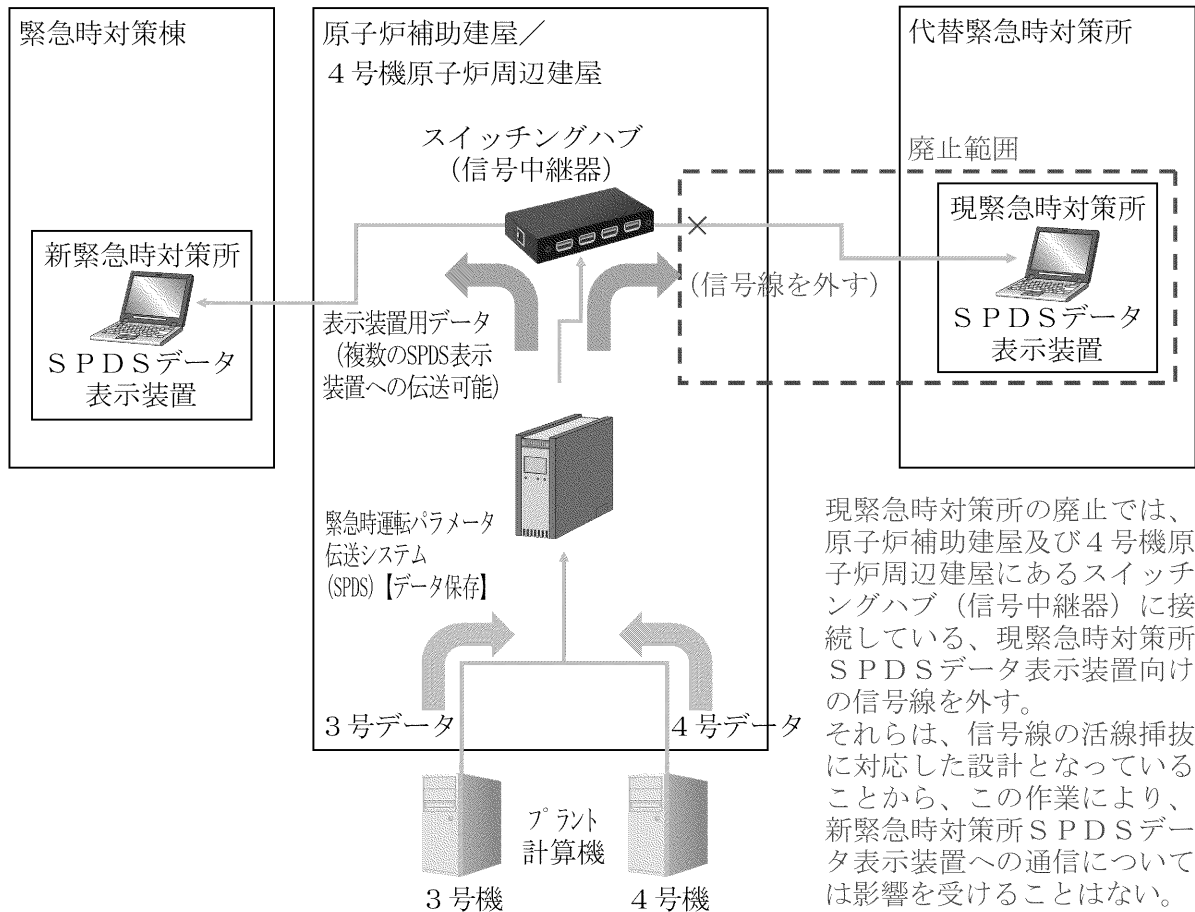 緊急時対策棟
新緊急時対策所
ＳＰＤＳデータ
表示装置
原子炉補助建屋／
４号機原子炉周辺建屋
スイッチングハブ
（信号中継器）
表示装置用データ
（複数のSPDS表示
装置への伝送可能）
緊急時運転パラメータ
伝送システム
(SPDS)【データ保存】
３号データ
４号データ
プラント
計算機
３号機
４号機
代替緊急時対策所
廃止範囲
現緊急時対策所
（信号線を外す）
ＳＰＤＳデータ
表示装置
現緊急時対策所の廃止では、
原子炉補助建屋及び４号機原
子炉周辺建屋にあるスイッチ
ングハブ（信号中継器）に接
続している、現緊急時対策所
ＳＰＤＳデータ表示装置向け
の信号線を外す。
それらは、信号線の活線挿抜
に対応した設計となっている
ことから、この作業により、
新緊急時対策所ＳＰＤＳデー
タ表示装置への通信について
は影響を受けることはない。